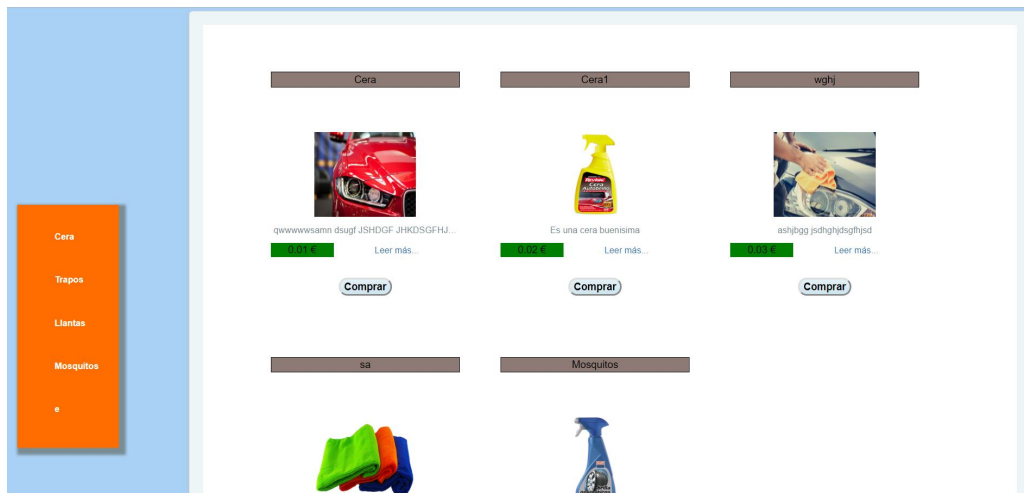 Cera
Trapos
Llantas
Mosquitos
e
Cera
Cera1
wghj
Cera
qwwwwwsamn dsugf JSHDGF JHKDSGFHJ...
Es una cera buenisima
ashjbgg jsdhghjdsgfhjsd
0.01 €
Leer más...
0.02 €
Leer más...
0.03 €
Leer más...
Comprar
Comprar
Comprar
sa
Mosquitos